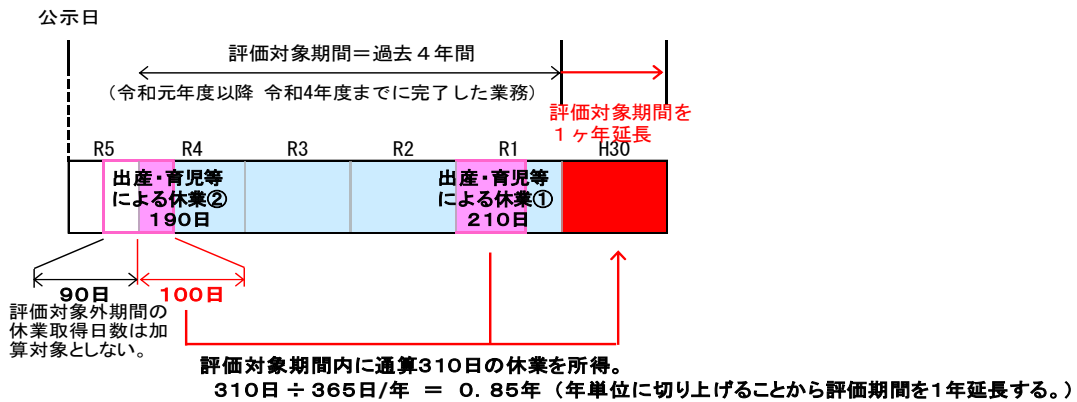 公示日
評価対象期間＝過去４年間
（令和元年度以降 令和4年度までに完了した業務）
評価対象期間を
１ヶ年延長
R5 R4 R3 R2 R1 H30
出産・育児等
による休業②
１９０日
出産・育児等
による休業①
２１０日
９０日
１００日
評価対象外期間の
休業取得日数は加
算対象としない。
評価対象期間内に通算３１０日の休業を所得。
３１０日 ÷ ３６５日/年 ＝ ０．８５年 （年単位に切り上げることから評価期間を１年延長する。）